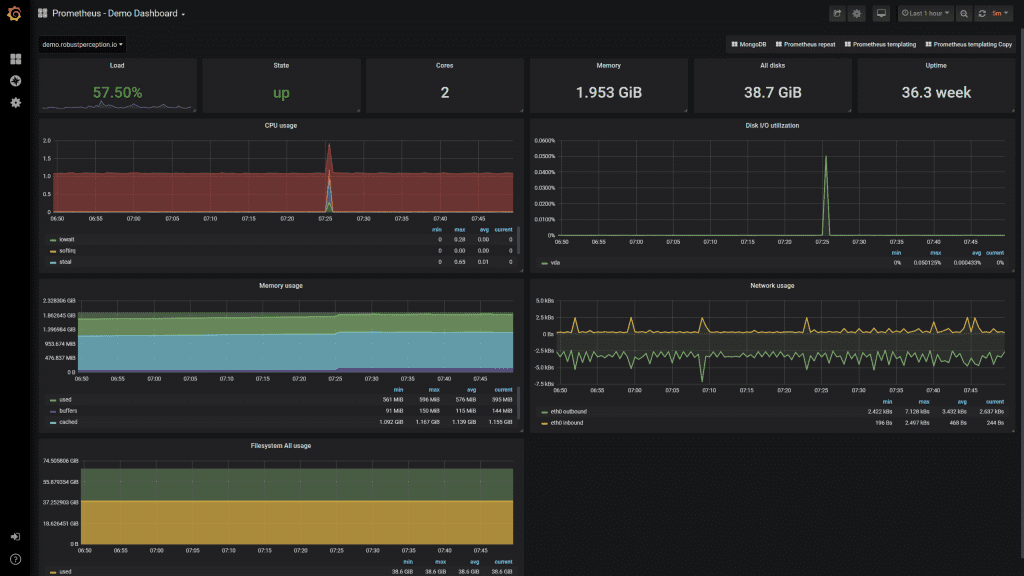 Prometheus - Demo Dashboard
Last 1 hour 5m
demo.robustperception.io
MongoDB Prometheus repeat Prometheus templating Prometheus templating Copy
Load State Cores Memory All disks Uptime
57.50% up 2 1.953 GiB 38.7 GiB 36.3 week
CPU usage
2.0
1.5
1.0
0.5
0
06:50 06:55 07:00 07:05 07:10 07:15 07:20 07:25 07:30 07:35 07:40 07:45
min max avg current
iowait 0 0.28 0.00 0
softirq 0 0.00 0.00 0
steal 0 0.65 0.01 0
Disk I/O utilization
0.0600%
0.0500%
0.0400%
0.0300%
0.0200%
0.0100%
0%
06:50 06:55 07:00 07:05 07:10 07:15 07:20 07:25 07:30 07:35 07:40 07:45
min max avg current
vda 0% 0.050125% 0.000433% 0%
Memory usage
2.328306 GiB
1.862645 GiB
1.396984 GiB
953.674 MiB
476.837 MiB
0 B
06:50 06:55 07:00 07:05 07:10 07:15 07:20 07:25 07:30 07:35 07:40 07:45
min max avg current
used 561 MiB 596 MiB 576 MiB 395 MiB
buffers 91 MiB 150 MiB 115 MiB 144 MiB
cached 1.092 GiB 1.167 GiB 1.139 GiB 1.155 GiB
Network usage
5.0 kBs
2.5 kBs
0 Bs
-2.5 kBs
-5.0 kBs
-7.5 kBs
06:50 06:55 07:00 07:05 07:10 07:15 07:20 07:25 07:30 07:35 07:40 07:45
min max avg current
eth0 outbound 2.422 kBs 7.128 kBs 3.432 kBs 2.637 kBs
eth0 inbound 196 Bs 2.497 kBs 468 Bs 244 Bs
Filesystem All usage
74.505806 GiB
55.879354 GiB
37.252903 GiB
18.626451 GiB
0 B
06:50 06:55 07:00 07:05 07:10 07:15 07:20 07:25 07:30 07:35 07:40 07:45
min max avg current
used 38.6 GiB 38.6 GiB 38.6 GiB 38.6 GiB